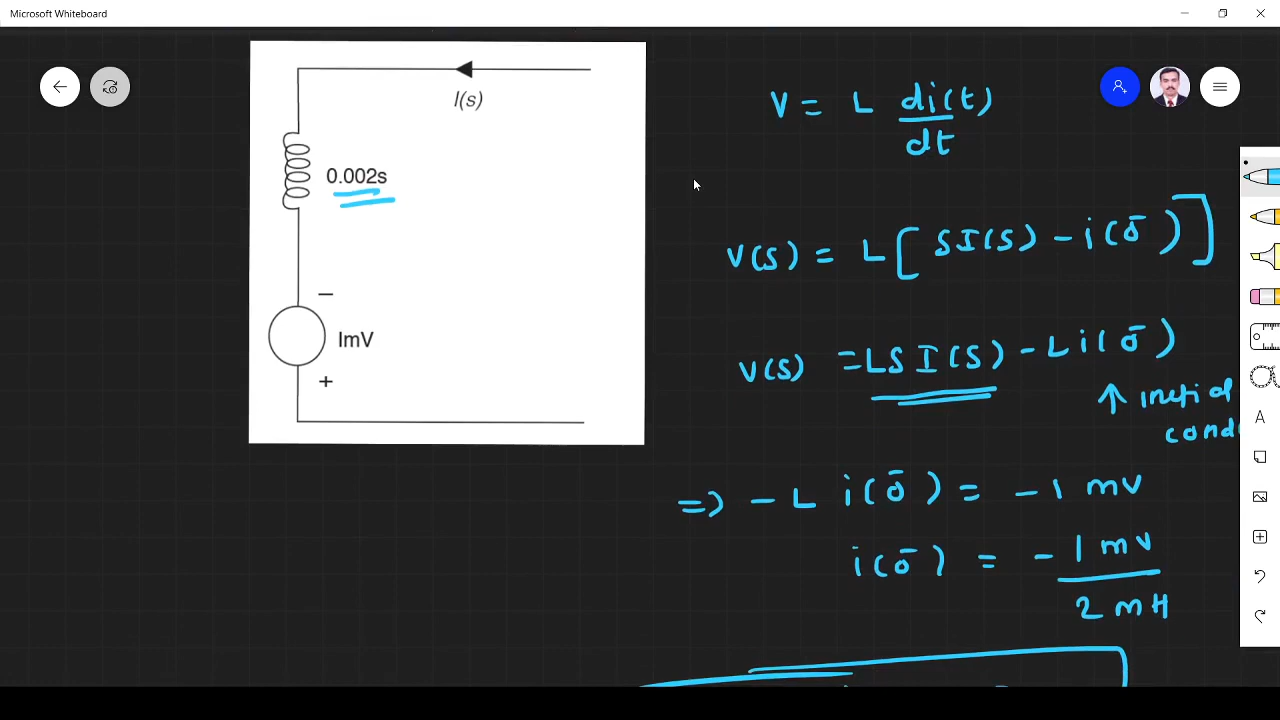 Microsoft Whiteboard
I(s)
0.002s
−
ImV
+
V = L di(t)
dt
V(S) = L[ SI(S) − i(0̄) ]
V(S) = LS I(S) − L i(0̄)
↑ initial
cond
=> − L i(0̄) = − 1 mV
i(0̄) = − 1 mV
2 mH
A